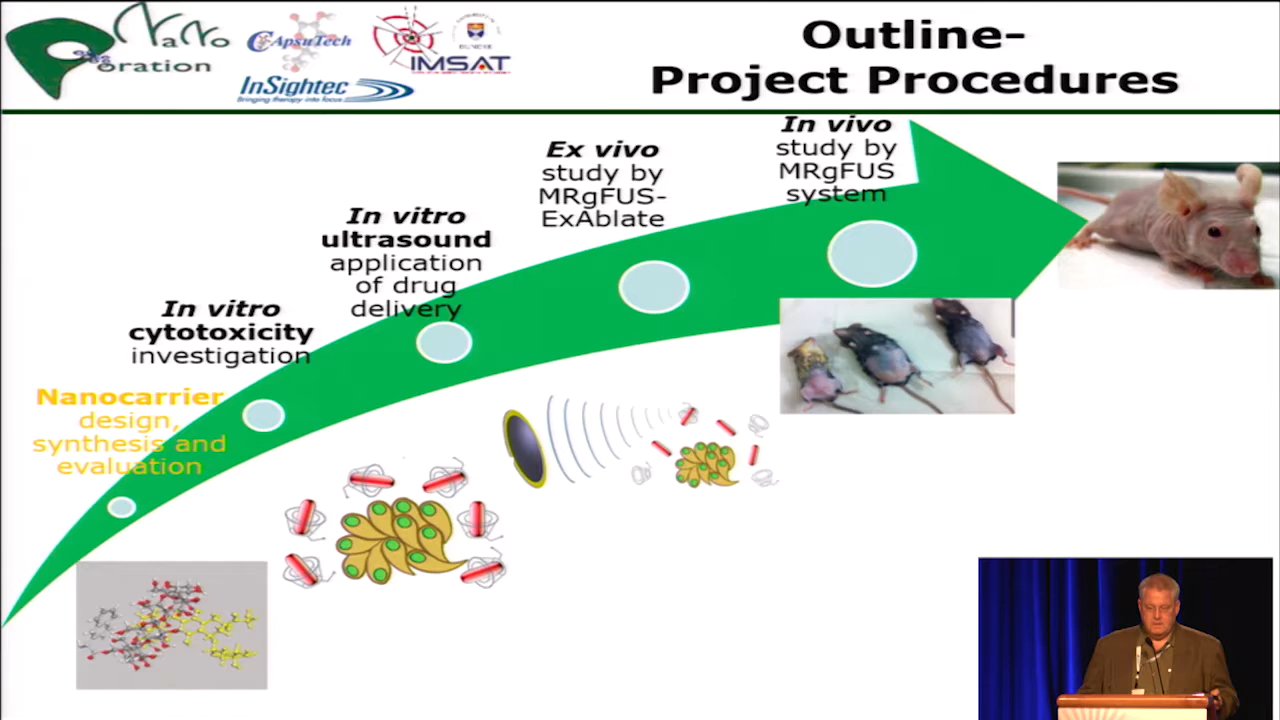 NaNo
Poration
CApsuTech
IMSAT
InSightec
Bringing therapy into focus
Outline-
Project Procedures
In vivo
study by
MRgFUS
system
Ex vivo
study by
MRgFUS-
ExAblate
In vitro
ultrasound
application
of drug
delivery
In vitro
cytotoxicity
investigation
Nanocarrier
design,
synthesis and
evaluation